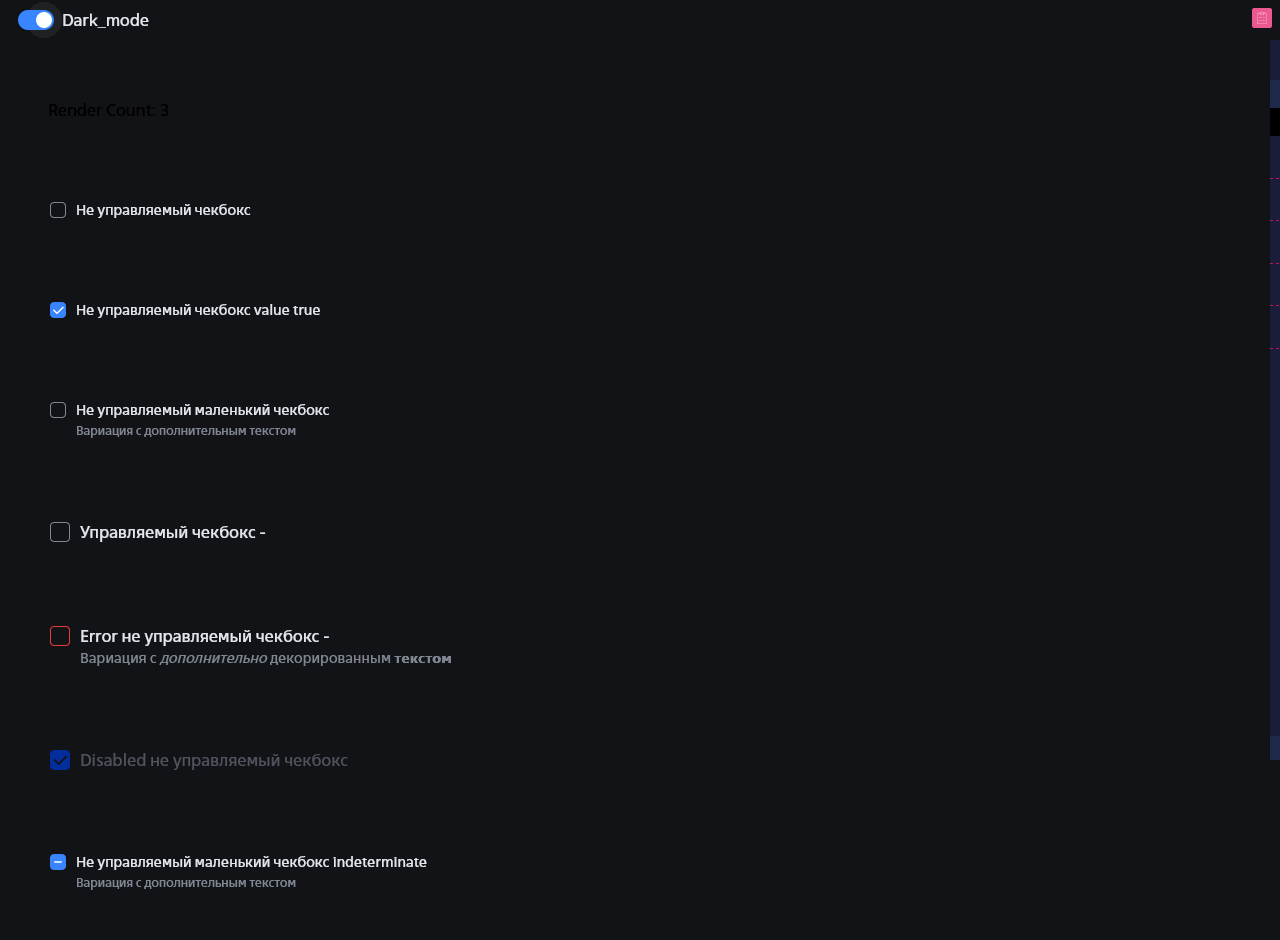 Dark_mode
Render Count: 3
Не управляемый чекбокс
Не управляемый чекбокс value true
Не управляемый маленький чекбокс
Вариация с дополнительным текстом
Управляемый чекбокс -
Error не управляемый чекбокс -
Вариация с дополнительно декорированным текстом
Disabled не управляемый чекбокс
Не управляемый маленький чекбокс indeterminate
Вариация с дополнительным текстом